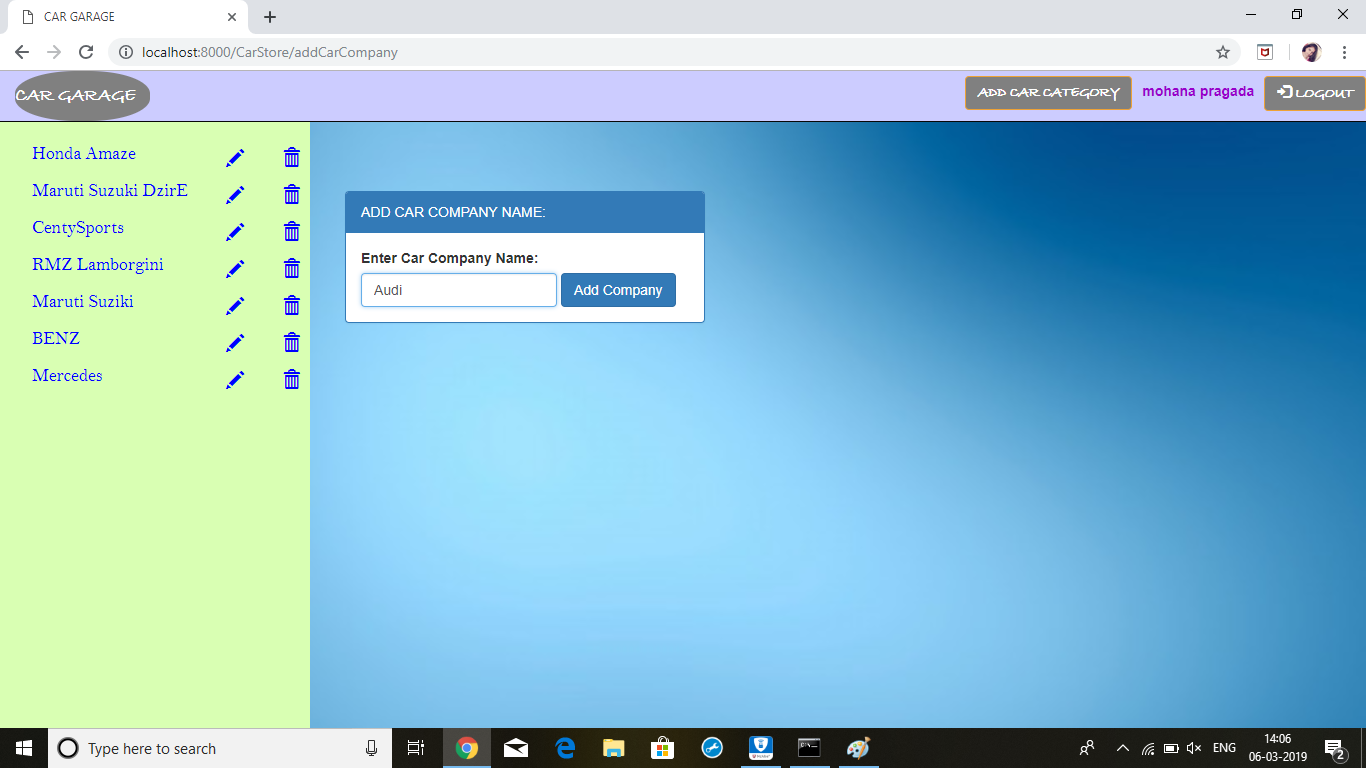 CAR GARAGE
localhost:8000/CarStore/addCarCompany
CAR GARAGE
ADD CAR CATEGORY
mohana pragada
LOGOUT
Honda Amaze
Maruti Suzuki DzirE
CentySports
RMZ Lamborgini
Maruti Suziki
BENZ
Mercedes
ADD CAR COMPANY NAME:
Enter Car Company Name:
Audi
Add Company
Type here to search
ENG
14:06
06-03-2019
2